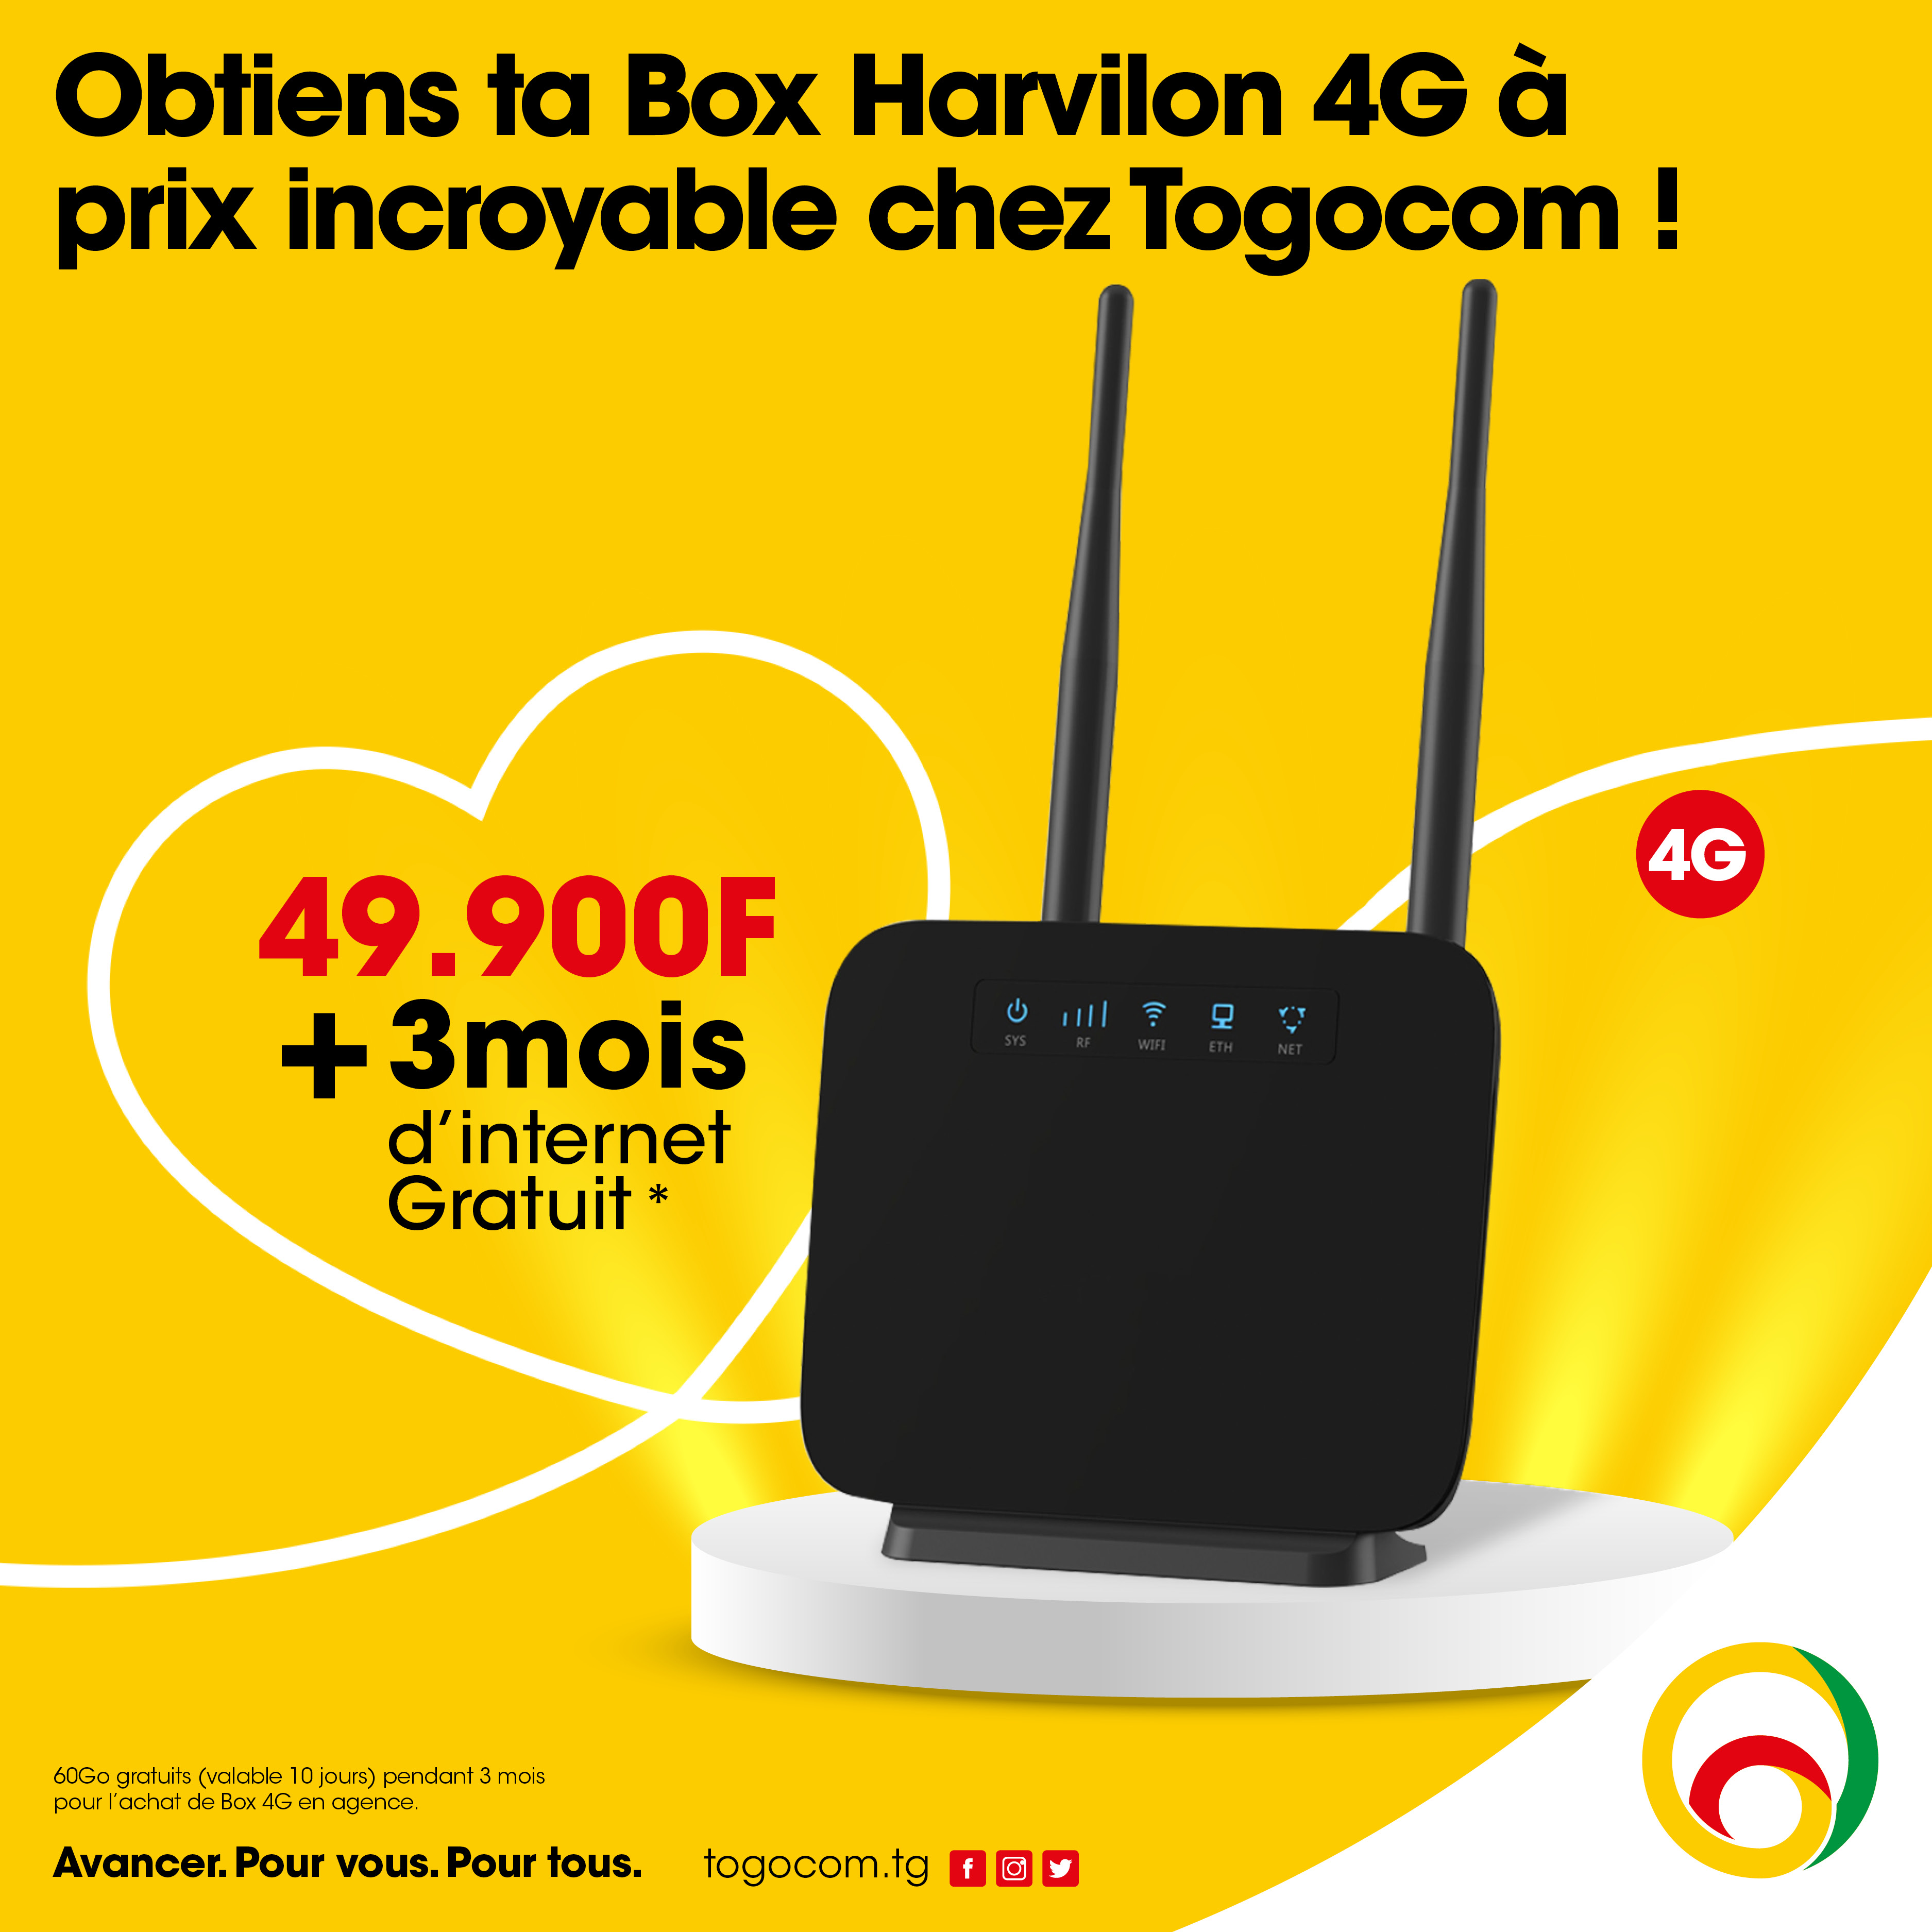 Obtiens ta Box Harvilon 4G à
prix incroyable chez Togocom !
4G
49.900F
+3mois
d'internet
Gratuit *
SYS RF WIFI ETH NET
60Go gratuits (valable 10 jours) pendant 3 mois
pour l'achat de Box 4G en agence.
Avancer. Pour vous. Pour tous. togocom.tg